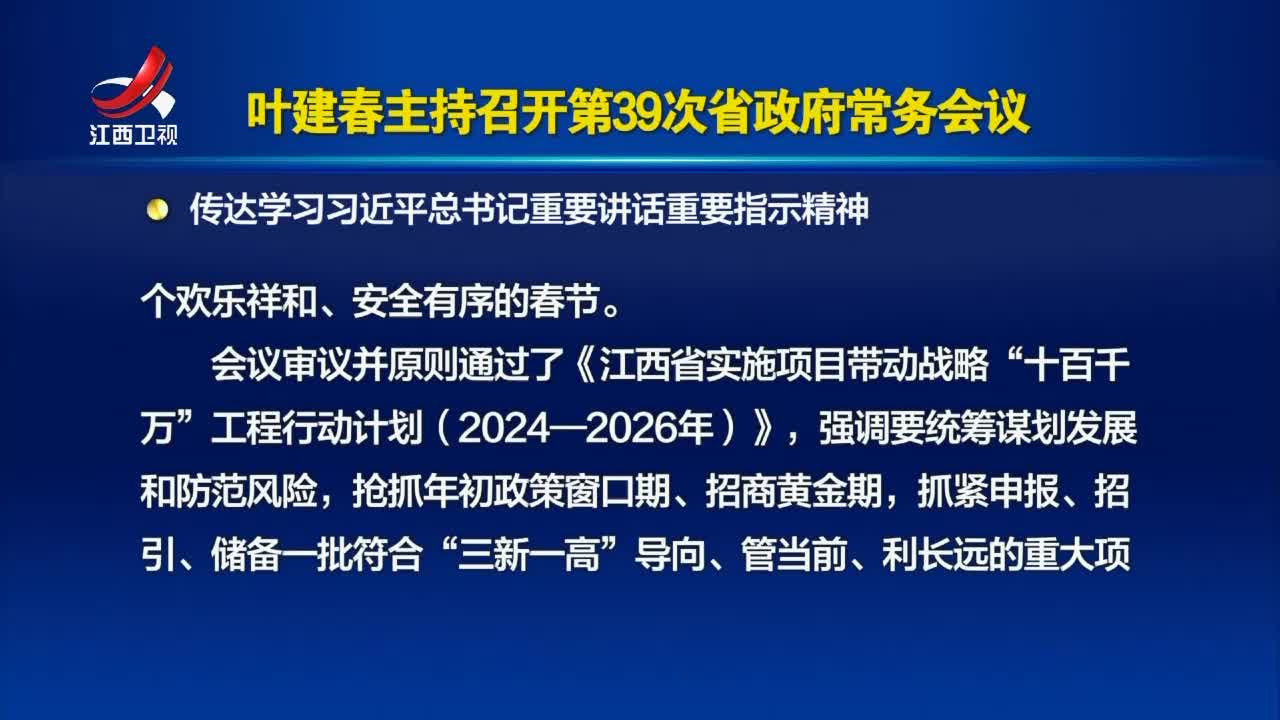 江西卫视
叶建春主持召开第39次省政府常务会议
传达学习习近平总书记重要讲话重要指示精神
个欢乐祥和、安全有序的春节。
会议审议并原则通过了《江西省实施项目带动战略“十百千
万”工程行动计划（2024—2026年）》，强调要统筹谋划发展
和防范风险，抢抓年初政策窗口期、招商黄金期，抓紧申报、招
引、储备一批符合“三新一高”导向、管当前、利长远的重大项